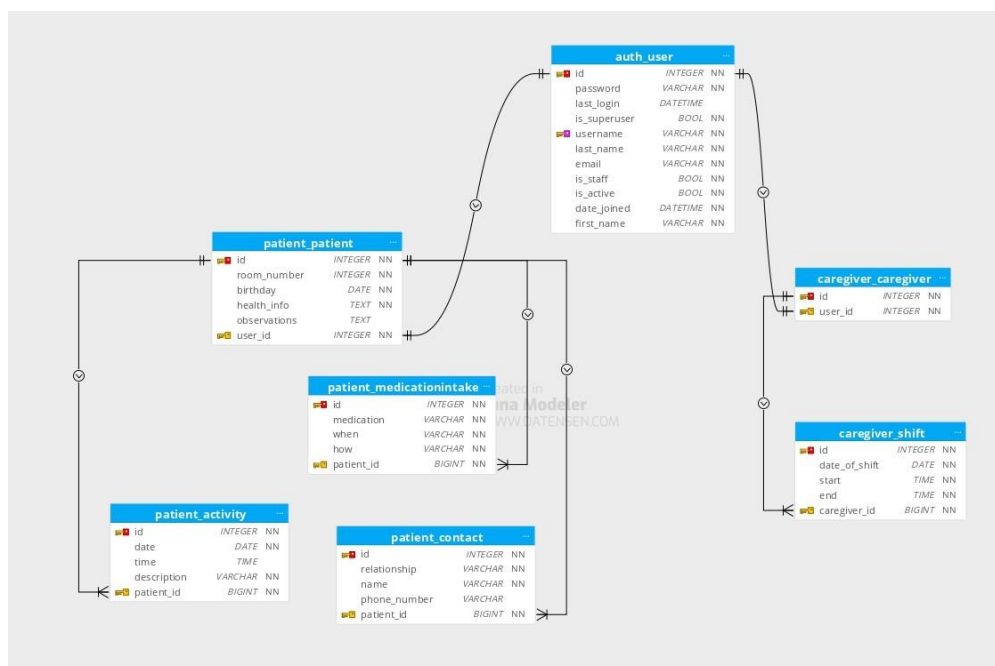 auth_user ...
id INTEGER NN
password VARCHAR NN
last_login DATETIME
is_superuser BOOL NN
username VARCHAR NN
last_name VARCHAR NN
email VARCHAR NN
is_staff BOOL NN
is_active BOOL NN
date_joined DATETIME NN
first_name VARCHAR NN
patient_patient ...
id INTEGER NN
room_number INTEGER NN
birthday DATE NN
health_info TEXT NN
observations TEXT
user_id INTEGER NN
caregiver_caregiver ...
id INTEGER NN
user_id INTEGER NN
patient_medicationintake ...
id INTEGER NN
medication VARCHAR NN
when VARCHAR NN
how VARCHAR NN
patient_id BIGINT NN
in
Modeler
WWW.DATENSEN.COM
caregiver_shift ...
id INTEGER NN
date_of_shift DATE NN
start TIME NN
end TIME NN
caregiver_id BIGINT NN
patient_activity ...
id INTEGER NN
date DATE NN
time TIME
description VARCHAR NN
patient_id BIGINT NN
patient_contact ...
id INTEGER NN
relationship VARCHAR NN
name VARCHAR NN
phone_number VARCHAR
patient_id BIGINT NN